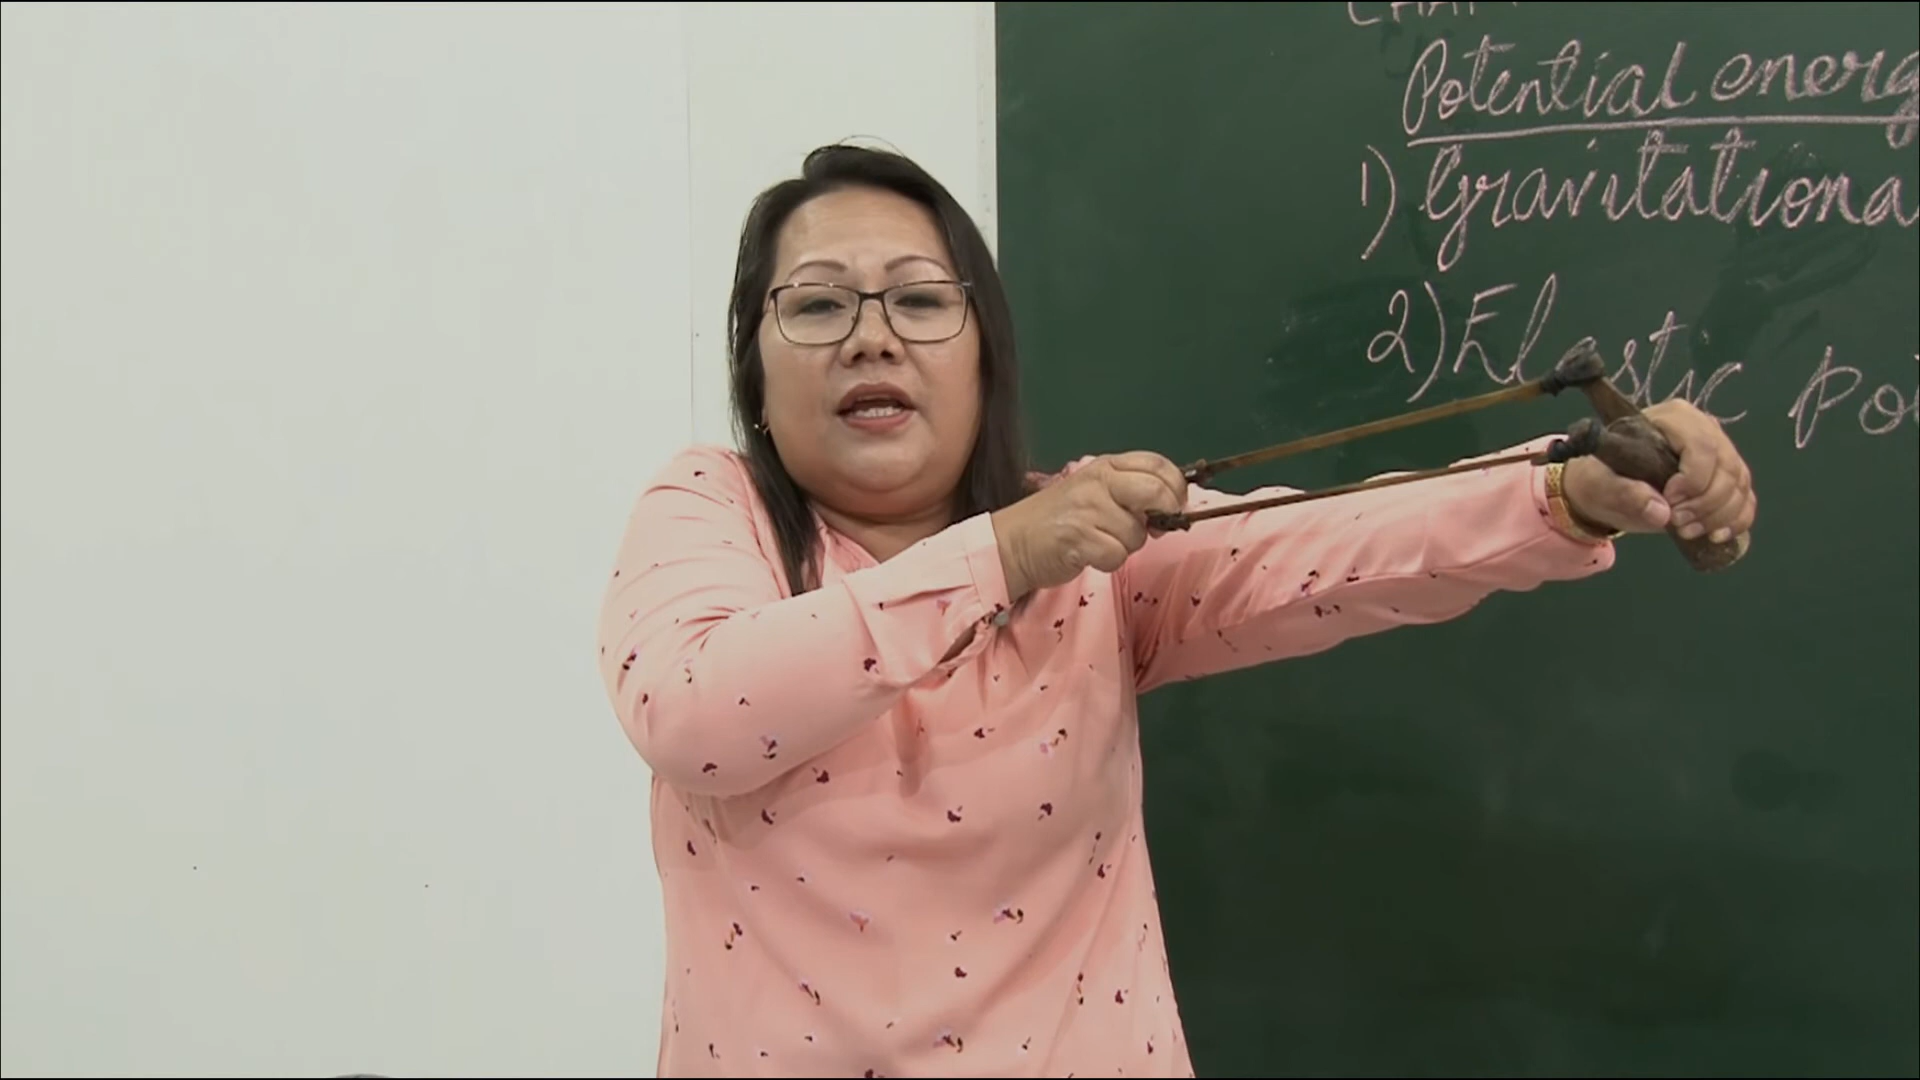 Potential energ
1) Gravitationa
2) Elastic Po